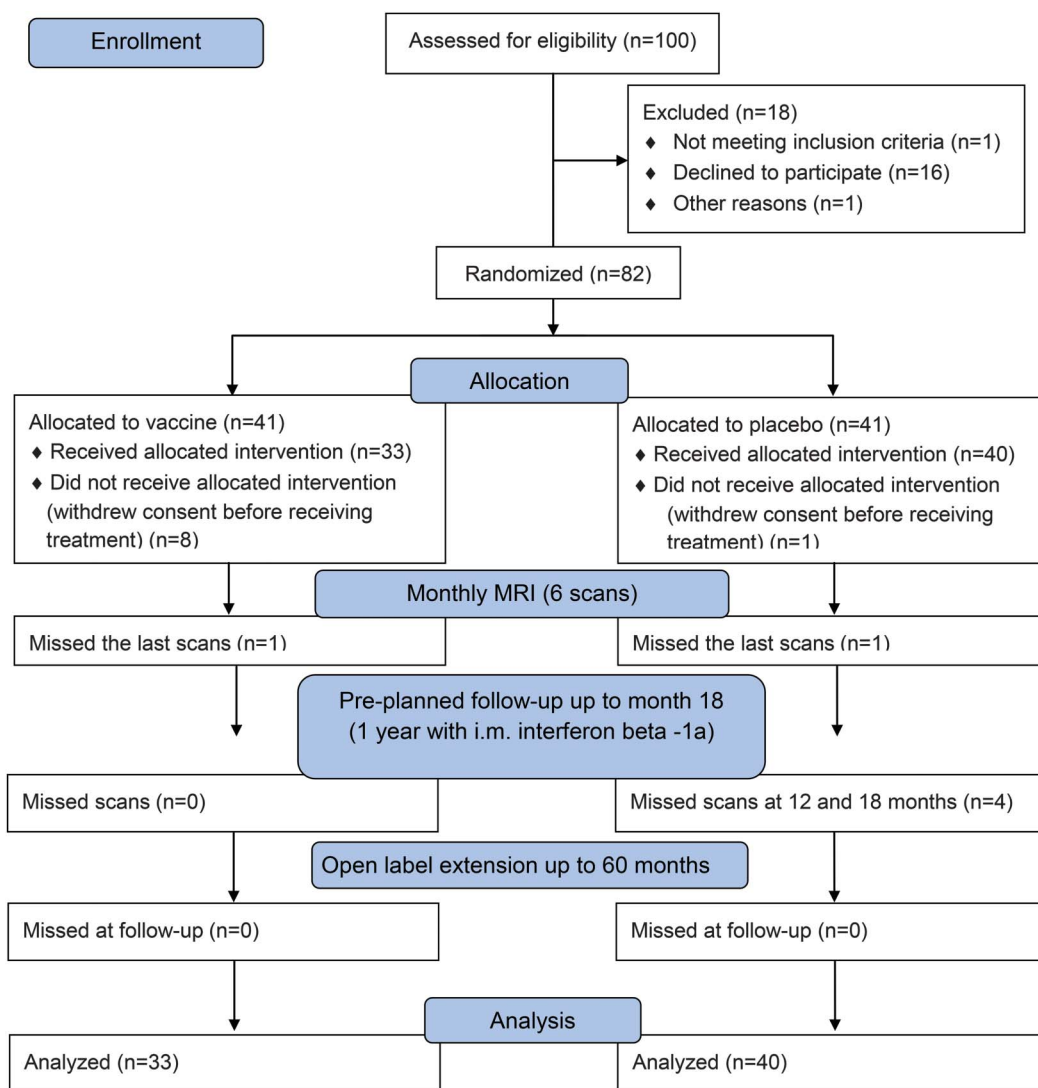 Enrollment
Assessed for eligibility (n=100)
Excluded (n=18)
♦ Not meeting inclusion criteria (n=1)
♦ Declined to participate (n=16)
♦ Other reasons (n=1)
Randomized (n=82)
Allocation
Allocated to vaccine (n=41)
♦ Received allocated intervention (n=33)
♦ Did not receive allocated intervention
(withdrew consent before receiving
treatment) (n=8)
Allocated to placebo (n=41)
♦ Received allocated intervention (n=40)
♦ Did not receive allocated intervention
(withdrew consent before receiving
treatment) (n=1)
Monthly MRI (6 scans)
Missed the last scans (n=1)
Missed the last scans (n=1)
Pre-planned follow-up up to month 18
(1 year with i.m. interferon beta -1a)
Missed scans (n=0)
Missed scans at 12 and 18 months (n=4)
Open label extension up to 60 months
Missed at follow-up (n=0)
Missed at follow-up (n=0)
Analysis
Analyzed (n=33)
Analyzed (n=40)